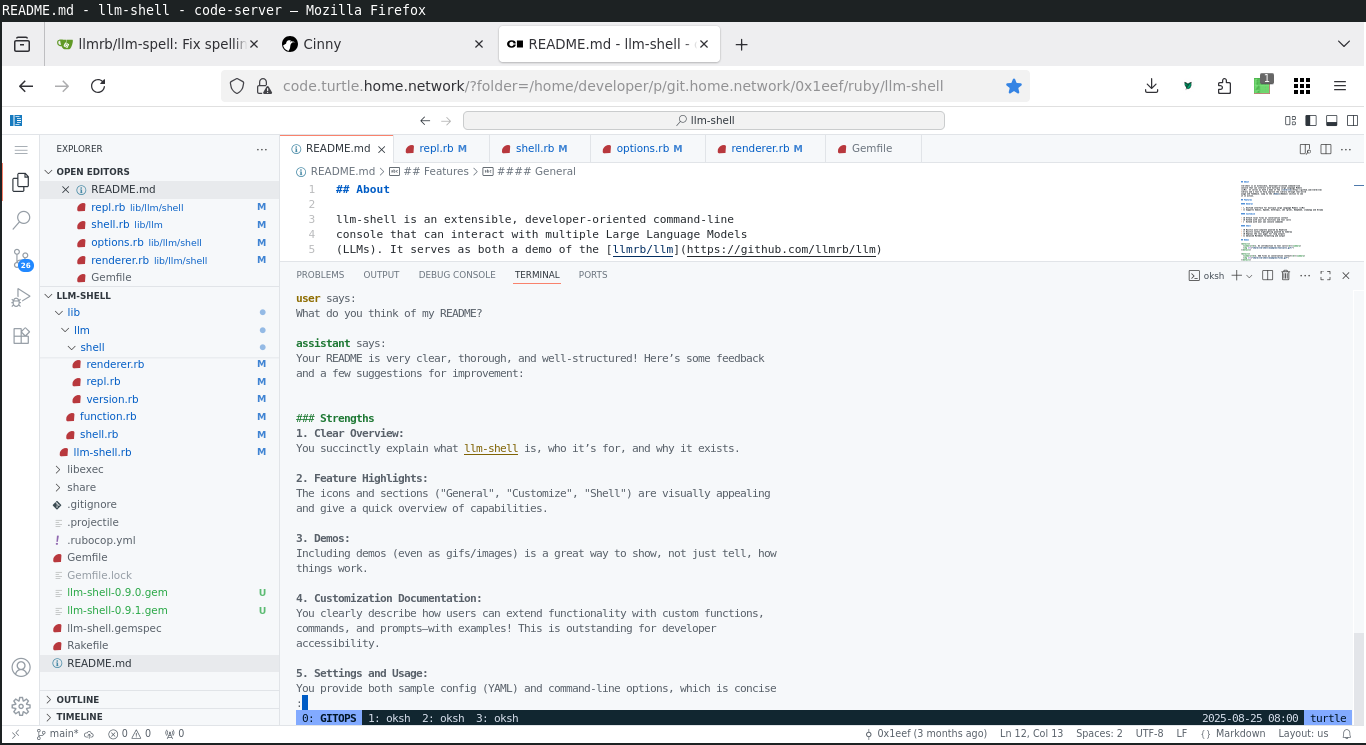 README.md - llm-shell - code-server — Mozilla Firefox
llmrb/llm-spell: Fix spellin
Cinny
README.md - llm-shell -
code.turtle.home.network/?folder=/home/developer/p/git.home.network/0x1eef/ruby/llm-shell
1
llm-shell
EXPLORER
README.md
repl.rb M
shell.rb M
options.rb M
renderer.rb M
Gemfile
OPEN EDITORS
README.md
repl.rb lib/llm/shell
shell.rb lib/llm
options.rb lib/llm/shell
renderer.rb lib/llm/shell
Gemfile
26
LLM-SHELL
lib
llm
shell
renderer.rb M
repl.rb M
version.rb M
function.rb M
shell.rb M
llm-shell.rb M
libexec
share
.gitignore
.projectile
.rubocop.yml
Gemfile
Gemfile.lock
llm-shell-0.9.0.gem U
llm-shell-0.9.1.gem U
llm-shell.gemspec
Rakefile
README.md
OUTLINE
TIMELINE
README.md > ## Features > #### General
1 ## About
2
3 llm-shell is an extensible, developer-oriented command-line
4 console that can interact with multiple Large Language Models
5 (LLMs). It serves as both a demo of the [llmrb/llm](https://github.com/llmrb/llm)
PROBLEMS OUTPUT DEBUG CONSOLE TERMINAL PORTS
oksh
user says:
What do you think of my README?
assistant says:
Your README is very clear, thorough, and well-structured! Here’s some feedback
and a few suggestions for improvement:
### Strengths
1. Clear Overview:
You succinctly explain what llm-shell is, who it’s for, and why it exists.
2. Feature Highlights:
The icons and sections ("General", "Customize", "Shell") are visually appealing
and give a quick overview of capabilities.
3. Demos:
Including demos (even as gifs/images) is a great way to show, not just tell, how
things work.
4. Customization Documentation:
You clearly describe how users can extend functionality with custom functions,
commands, and prompts—with examples! This is outstanding for developer
accessibility.
5. Settings and Usage:
You provide both sample config (YAML) and command-line options, which is concise
:
0: GITOPS 1: oksh 2: oksh 3: oksh 2025-08-25 08:00 turtle
main* 0 0 0 0x1eef (3 months ago) Ln 12, Col 13 Spaces: 2 UTF-8 LF {} Markdown Layout: us